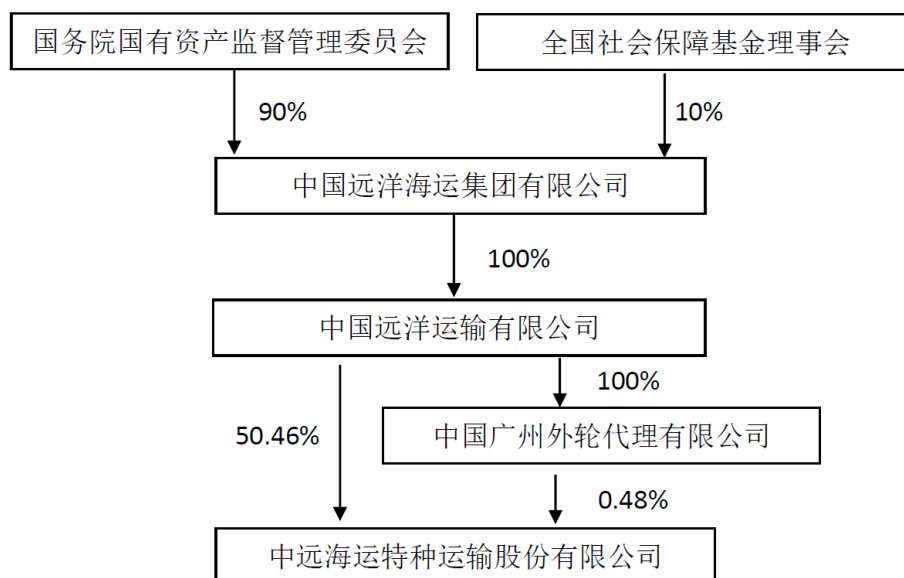 国务院国有资产监督管理委员会
全国社会保障基金理事会
90%
10%
中国远洋海运集团有限公司
100%
中国远洋运输有限公司
100%
50.46%
中国广州外轮代理有限公司
0.48%
中远海运特种运输股份有限公司